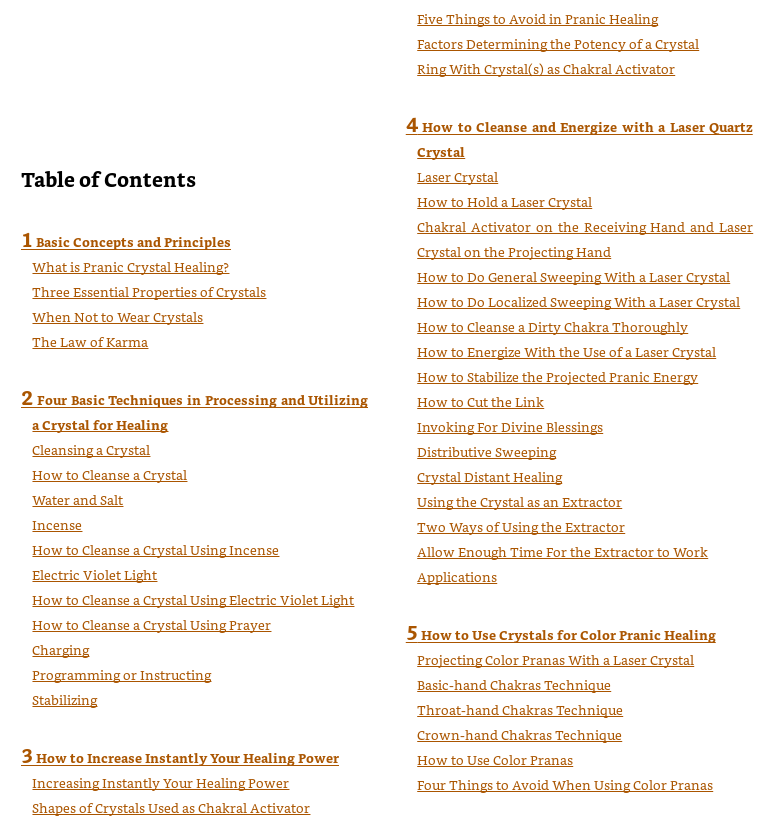 Table of Contents
1 Basic Concepts and Principles
What is Pranic Crystal Healing?
Three Essential Properties of Crystals
When Not to Wear Crystals
The Law of Karma
2 Four Basic Techniques in Processing and Utilizing
a Crystal for Healing
Cleansing a Crystal
How to Cleanse a Crystal
Water and Salt
Incense
How to Cleanse a Crystal Using Incense
Electric Violet Light
How to Cleanse a Crystal Using Electric Violet Light
How to Cleanse a Crystal Using Prayer
Charging
Programming or Instructing
Stabilizing
3 How to Increase Instantly Your Healing Power
Increasing Instantly Your Healing Power
Shapes of Crystals Used as Chakral Activator
Five Things to Avoid in Pranic Healing
Factors Determining the Potency of a Crystal
Ring With Crystal(s) as Chakral Activator
4 How to Cleanse and Energize with a Laser Quartz
Crystal
Laser Crystal
How to Hold a Laser Crystal
Chakral Activator on the Receiving Hand and Laser
Crystal on the Projecting Hand
How to Do General Sweeping With a Laser Crystal
How to Do Localized Sweeping With a Laser Crystal
How to Cleanse a Dirty Chakra Thoroughly
How to Energize With the Use of a Laser Crystal
How to Stabilize the Projected Pranic Energy
How to Cut the Link
Invoking For Divine Blessings
Distributive Sweeping
Crystal Distant Healing
Using the Crystal as an Extractor
Two Ways of Using the Extractor
Allow Enough Time For the Extractor to Work
Applications
5 How to Use Crystals for Color Pranic Healing
Projecting Color Pranas With a Laser Crystal
Basic-hand Chakras Technique
Throat-hand Chakras Technique
Crown-hand Chakras Technique
How to Use Color Pranas
Four Things to Avoid When Using Color Pranas